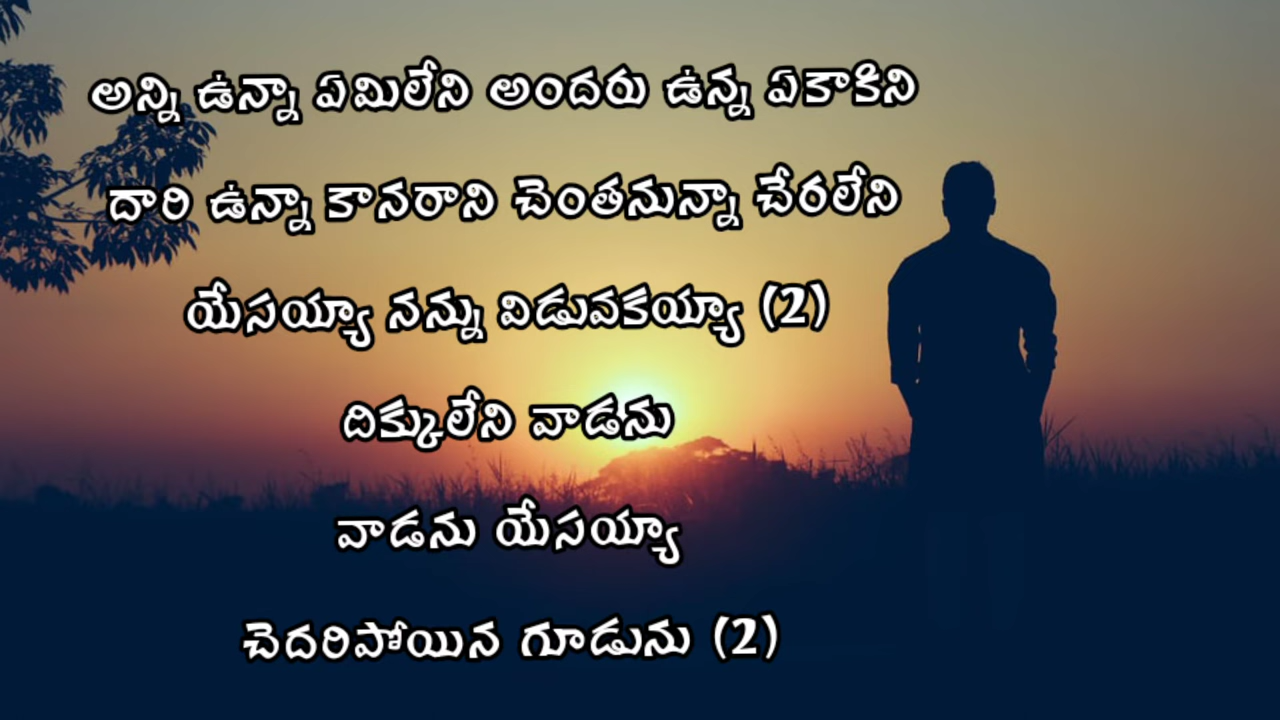 అన్ని ఉన్నా ఏమిలేని అందరు ఉన్న ఏకాకిని
దారి ఉన్నా కానరాని చెంతనున్నా చేరలేని
యేసయ్యా నన్ను విడువకయ్యా (2)
దిక్కులేని వాడను
వాడను యేసయ్యా
చెదరిపోయిన గూడును (2)